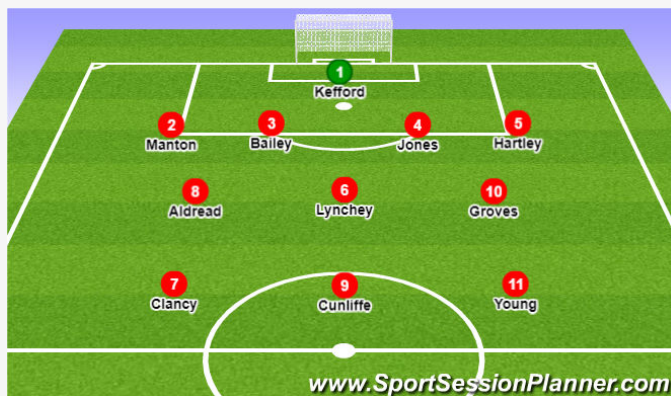 1
Kefford
2
3
4
5
Manton
Bailey
Jones
Hartley
8
6
10
Aldread
Lynchey
Groves
7
9
11
Clancy
Cunliffe
Young
www.SportSessionPlanner.com